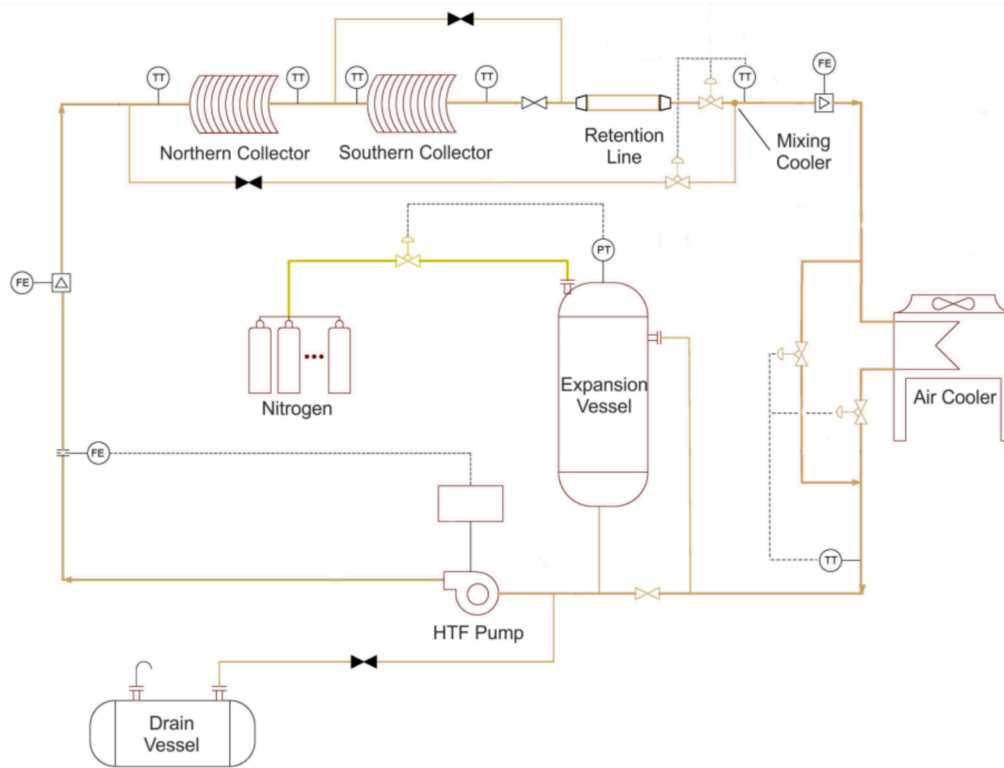 TT
TT
TT
TT
TT
FE
Northern Collector
Southern Collector
Retention
Line
Mixing
Cooler
PT
FE
Nitrogen
Expansion
Vessel
Air Cooler
FE
TT
HTF Pump
Drain
Vessel